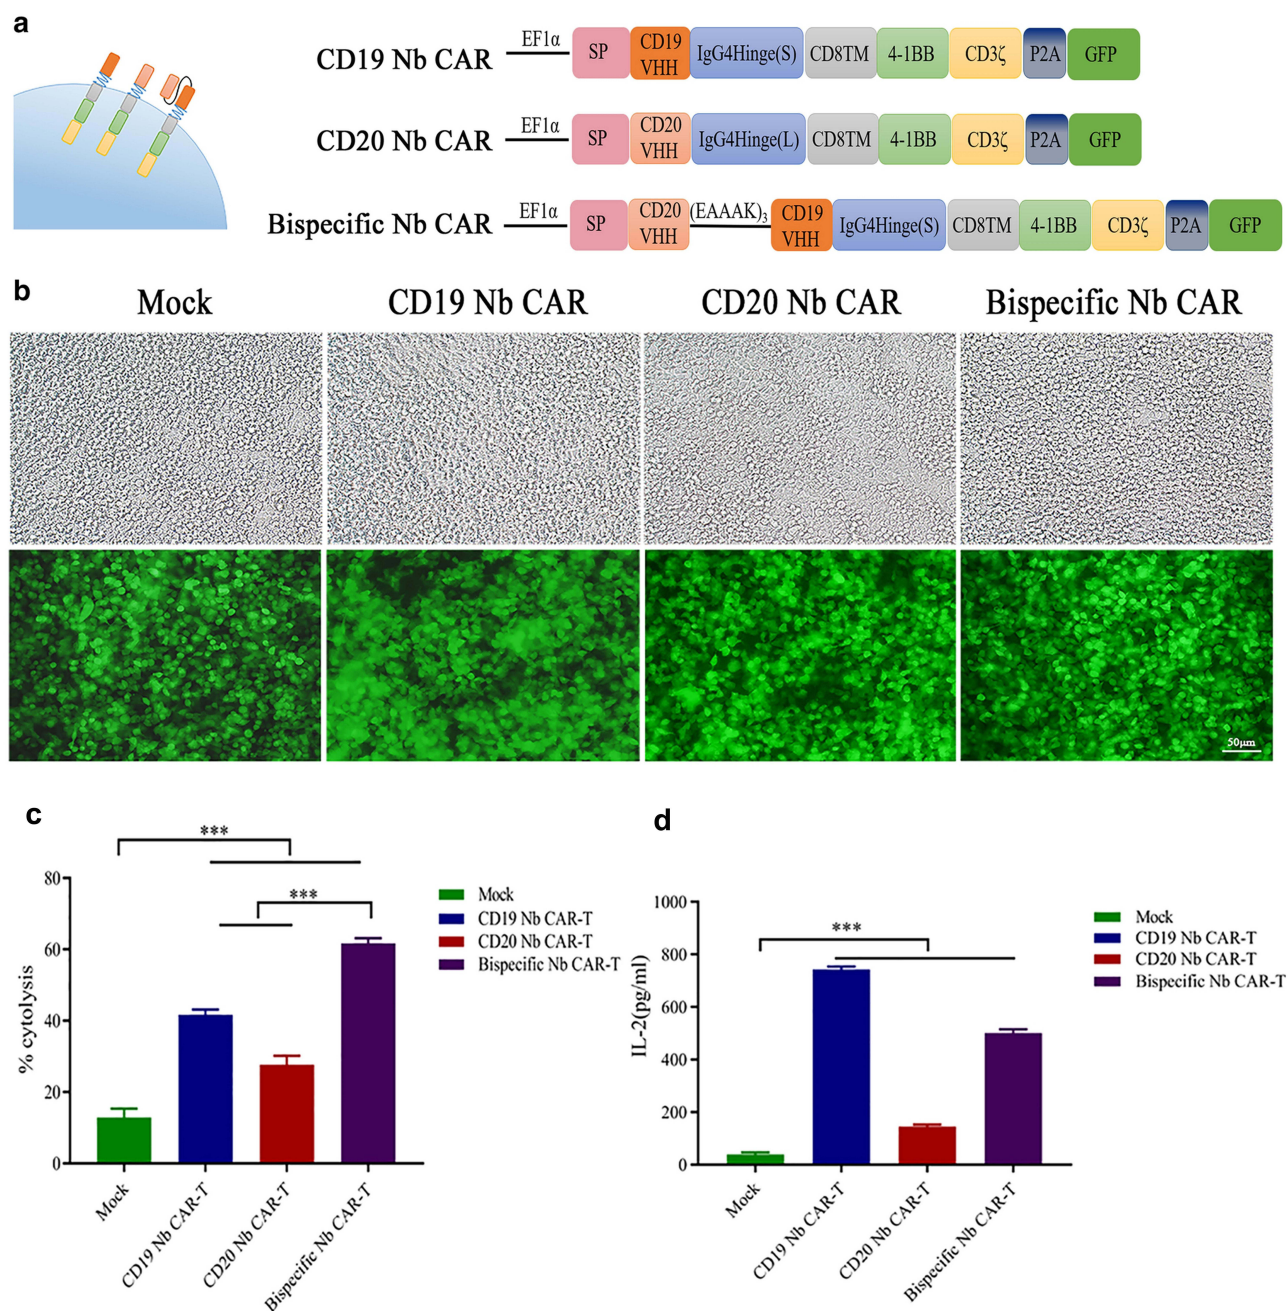 a
CD19 Nb CAR
EF1α
SP
CD19
VHH
IgG4Hinge(S)
CD8TM
4-1BB
CD3ζ
P2A
GFP
CD20 Nb CAR
EF1α
SP
CD20
VHH
IgG4Hinge(L)
CD8TM
4-1BB
CD3ζ
P2A
GFP
Bispecific Nb CAR
EF1α
SP
CD20
VHH
(EAAAK)3
CD19
VHH
IgG4Hinge(S)
CD8TM
4-1BB
CD3ζ
P2A
GFP
b
Mock
CD19 Nb CAR
CD20 Nb CAR
Bispecific Nb CAR
50μm
c
***
***
80
60
40
20
0
% cytolysis
Mock
CD19 Nb CAR-T
CD20 Nb CAR-T
Bispecific Nb CAR-T
Mock
CD19 Nb CAR-T
CD20 Nb CAR-T
Bispecific Nb CAR-T
d
***
1000
800
600
400
200
0
IL-2(pg/ml)
Mock
CD19 Nb CAR-T
CD20 Nb CAR-T
Bispecific Nb CAR-T
Mock
CD19 Nb CAR-T
CD20 Nb CAR-T
Bispecific Nb CAR-T